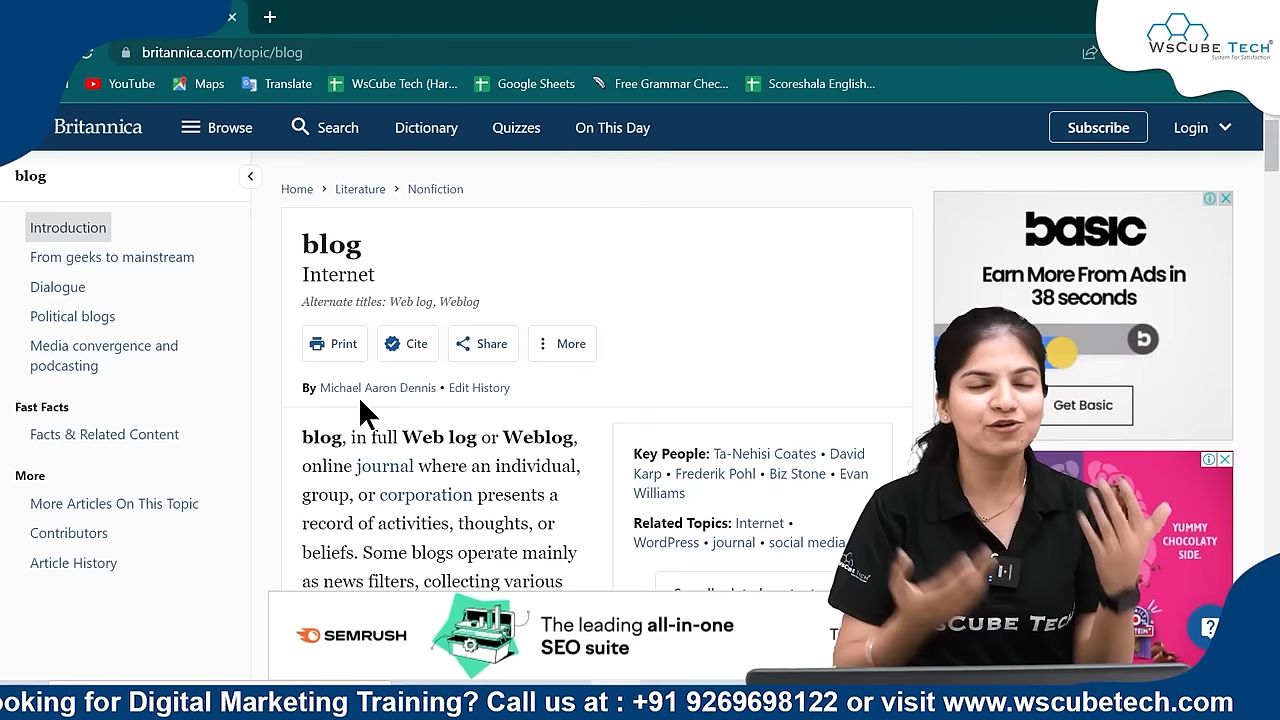 WsCube Tech
System For Satisfaction
britannica.com/topic/blog
YouTube
Maps
Translate
WsCube Tech (Har...
Google Sheets
Free Grammar Chec...
Scoreshala English...
Britannica
Browse
Search
Dictionary
Quizzes
On This Day
Subscribe
Login
blog
Introduction
From geeks to mainstream
Dialogue
Political blogs
Media convergence and
podcasting
Fast Facts
Facts & Related Content
More
More Articles On This Topic
Contributors
Article History
Home > Literature > Nonfiction
blog
Internet
Alternate titles: Web log, Weblog
Print
Cite
Share
More
By Michael Aaron Dennis • Edit History
blog, in full Web log or Weblog,
online journal where an individual,
group, or corporation presents a
record of activities, thoughts, or
beliefs. Some blogs operate mainly
as news filters, collecting various
Key People: Ta-Nehisi Coates • David
Karp • Frederik Pohl • Biz Stone • Evan
Williams
Related Topics: Internet •
WordPress • journal • social media
basic
Earn More From Ads in
38 seconds
Get Basic
YUMMY
CHOCOLATY
SIDE.
SEMRUSH
The leading all-in-one
SEO suite
SCUBE TECH
ooking for Digital Marketing Training? Call us at : +91 9269698122 or visit www.wscubetech.com